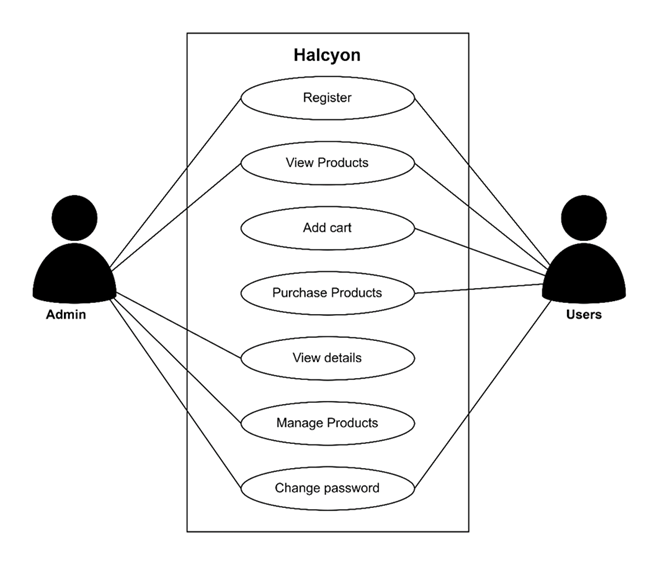 Halcyon
Register
View Products
Add cart
Purchase Products
Admin
Users
View details
Manage Products
Change password